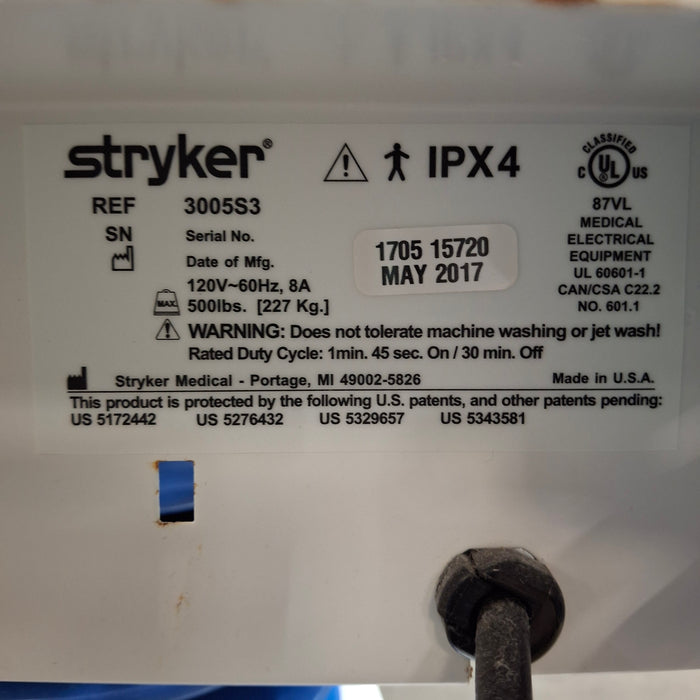 stryker®
IPX4
CLASSIFIED
C UL US
REF 3005S3
87VL
MEDICAL
ELECTRICAL
EQUIPMENT
UL 60601-1
CAN/CSA C22.2
NO. 601.1
SN Serial No. 1705 15720
Date of Mfg. MAY 2017
120V~60Hz, 8A
MAX. 500lbs. [227 Kg.]
WARNING: Does not tolerate machine washing or jet wash!
Rated Duty Cycle: 1min. 45 sec. On / 30 min. Off
Stryker Medical - Portage, MI 49002-5826 Made in U.S.A.
This product is protected by the following U.S. patents, and other patents pending:
US 5172442 US 5276432 US 5329657 US 5343581